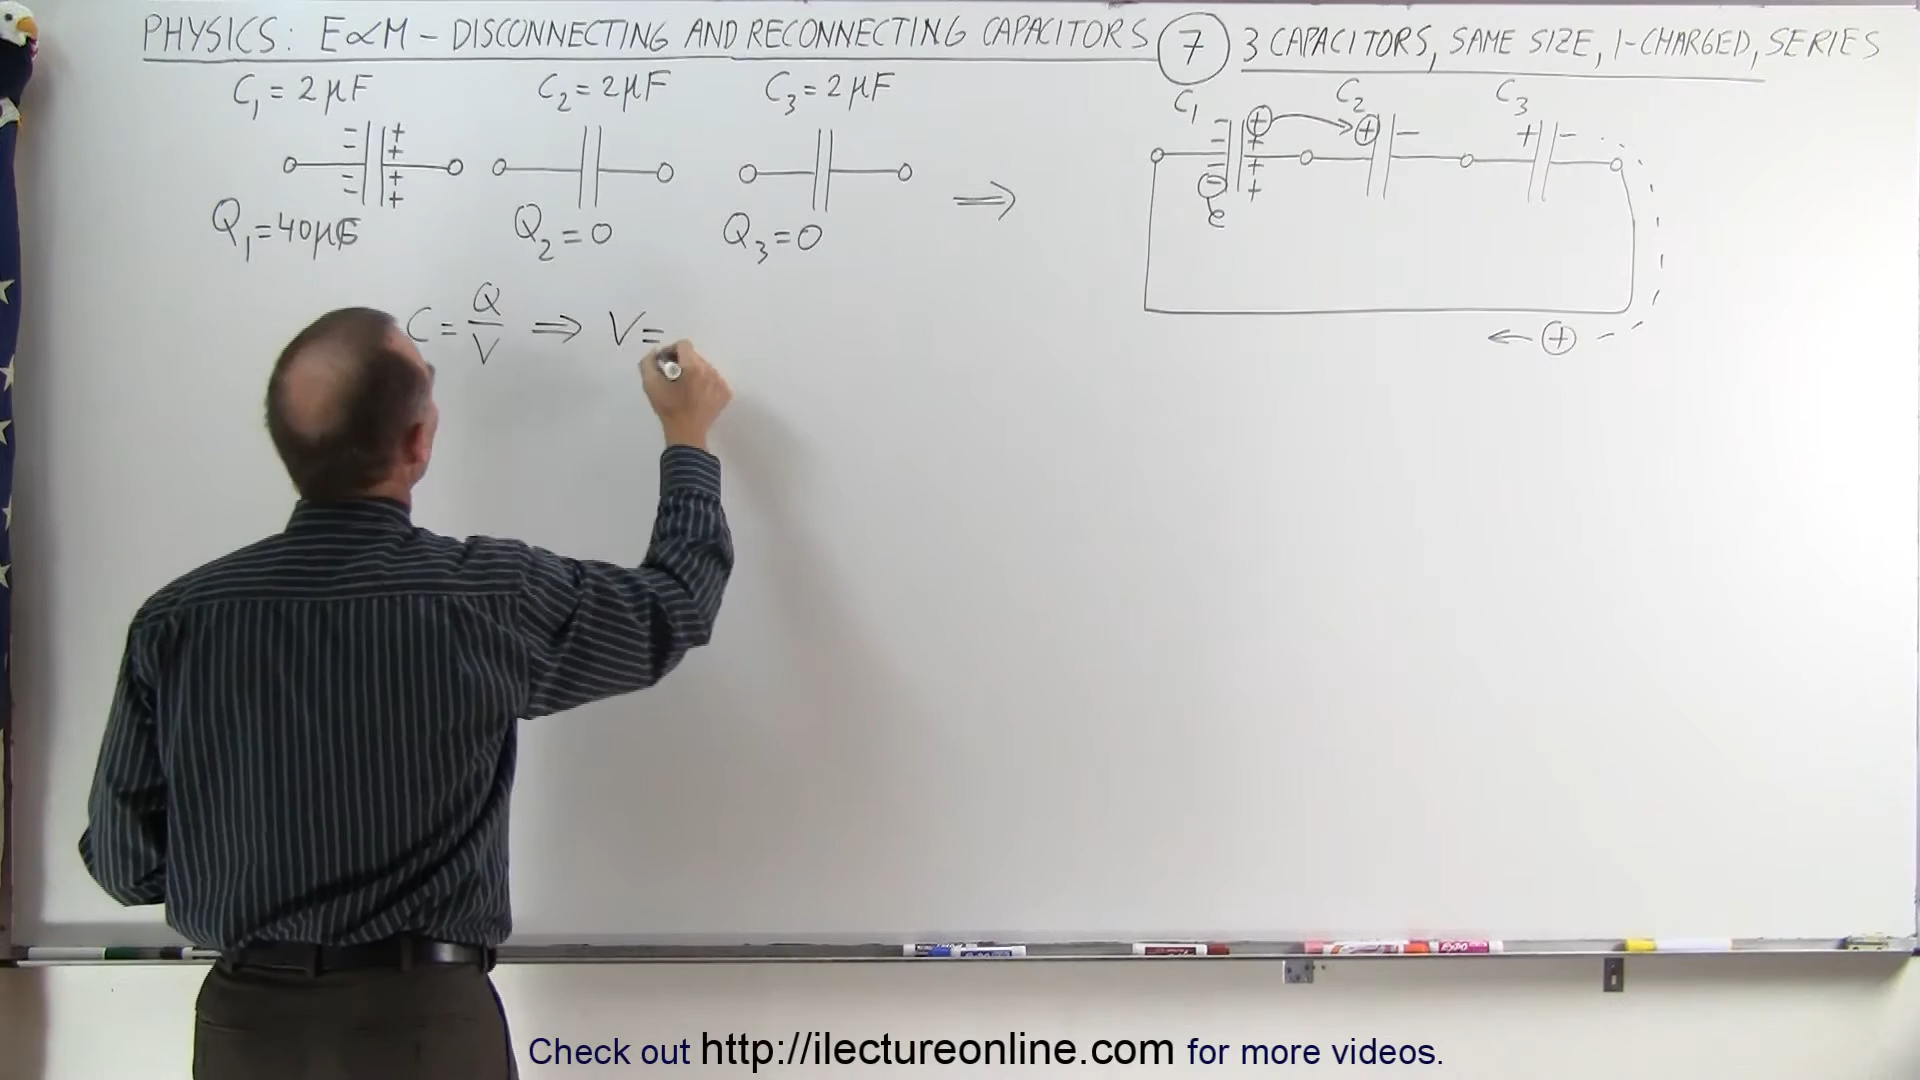 PHYSICS: E∝M – DISCONNECTING AND RECONNECTING CAPACITORS (7) 3 CAPACITORS, SAME SIZE, 1-CHARGED, SERIES
C₁ = 2 μF C₂ = 2 μF C₃ = 2 μF
C₁ C₂ C₃
Q₁ = 40 μC Q₂ = 0 Q₃ = 0 ⇒
C = Q/V ⇒ V =
Check out http://ilectureonline.com for more videos.